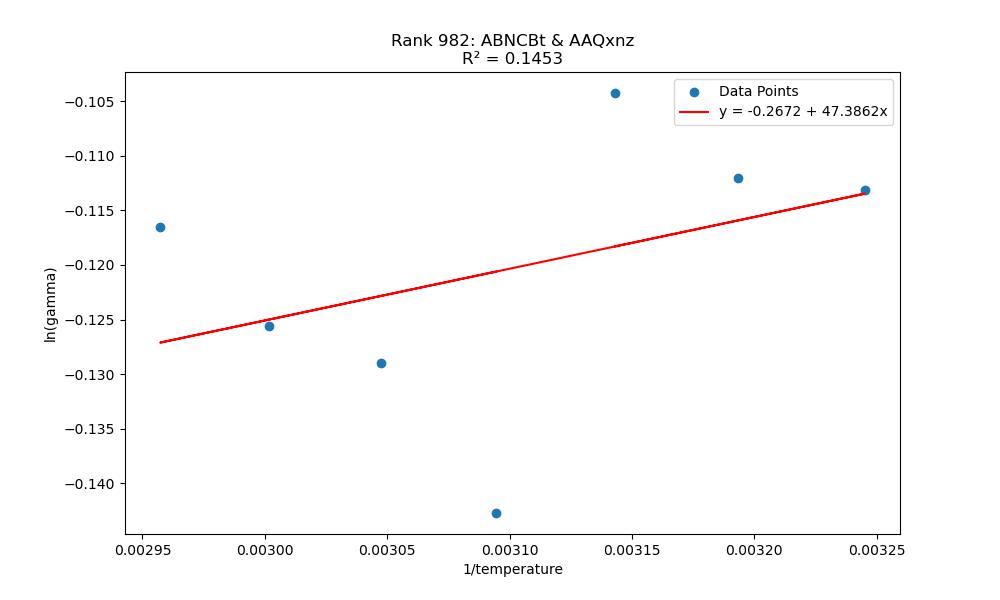 Rank 982: ABNCBt & AAQxnz
R² = 0.1453
Data Points
y = -0.2672 + 47.3862x
ln(gamma)
−0.105
−0.110
−0.115
−0.120
−0.125
−0.130
−0.135
−0.140
0.00295
0.00300
0.00305
0.00310
0.00315
0.00320
0.00325
1/temperature